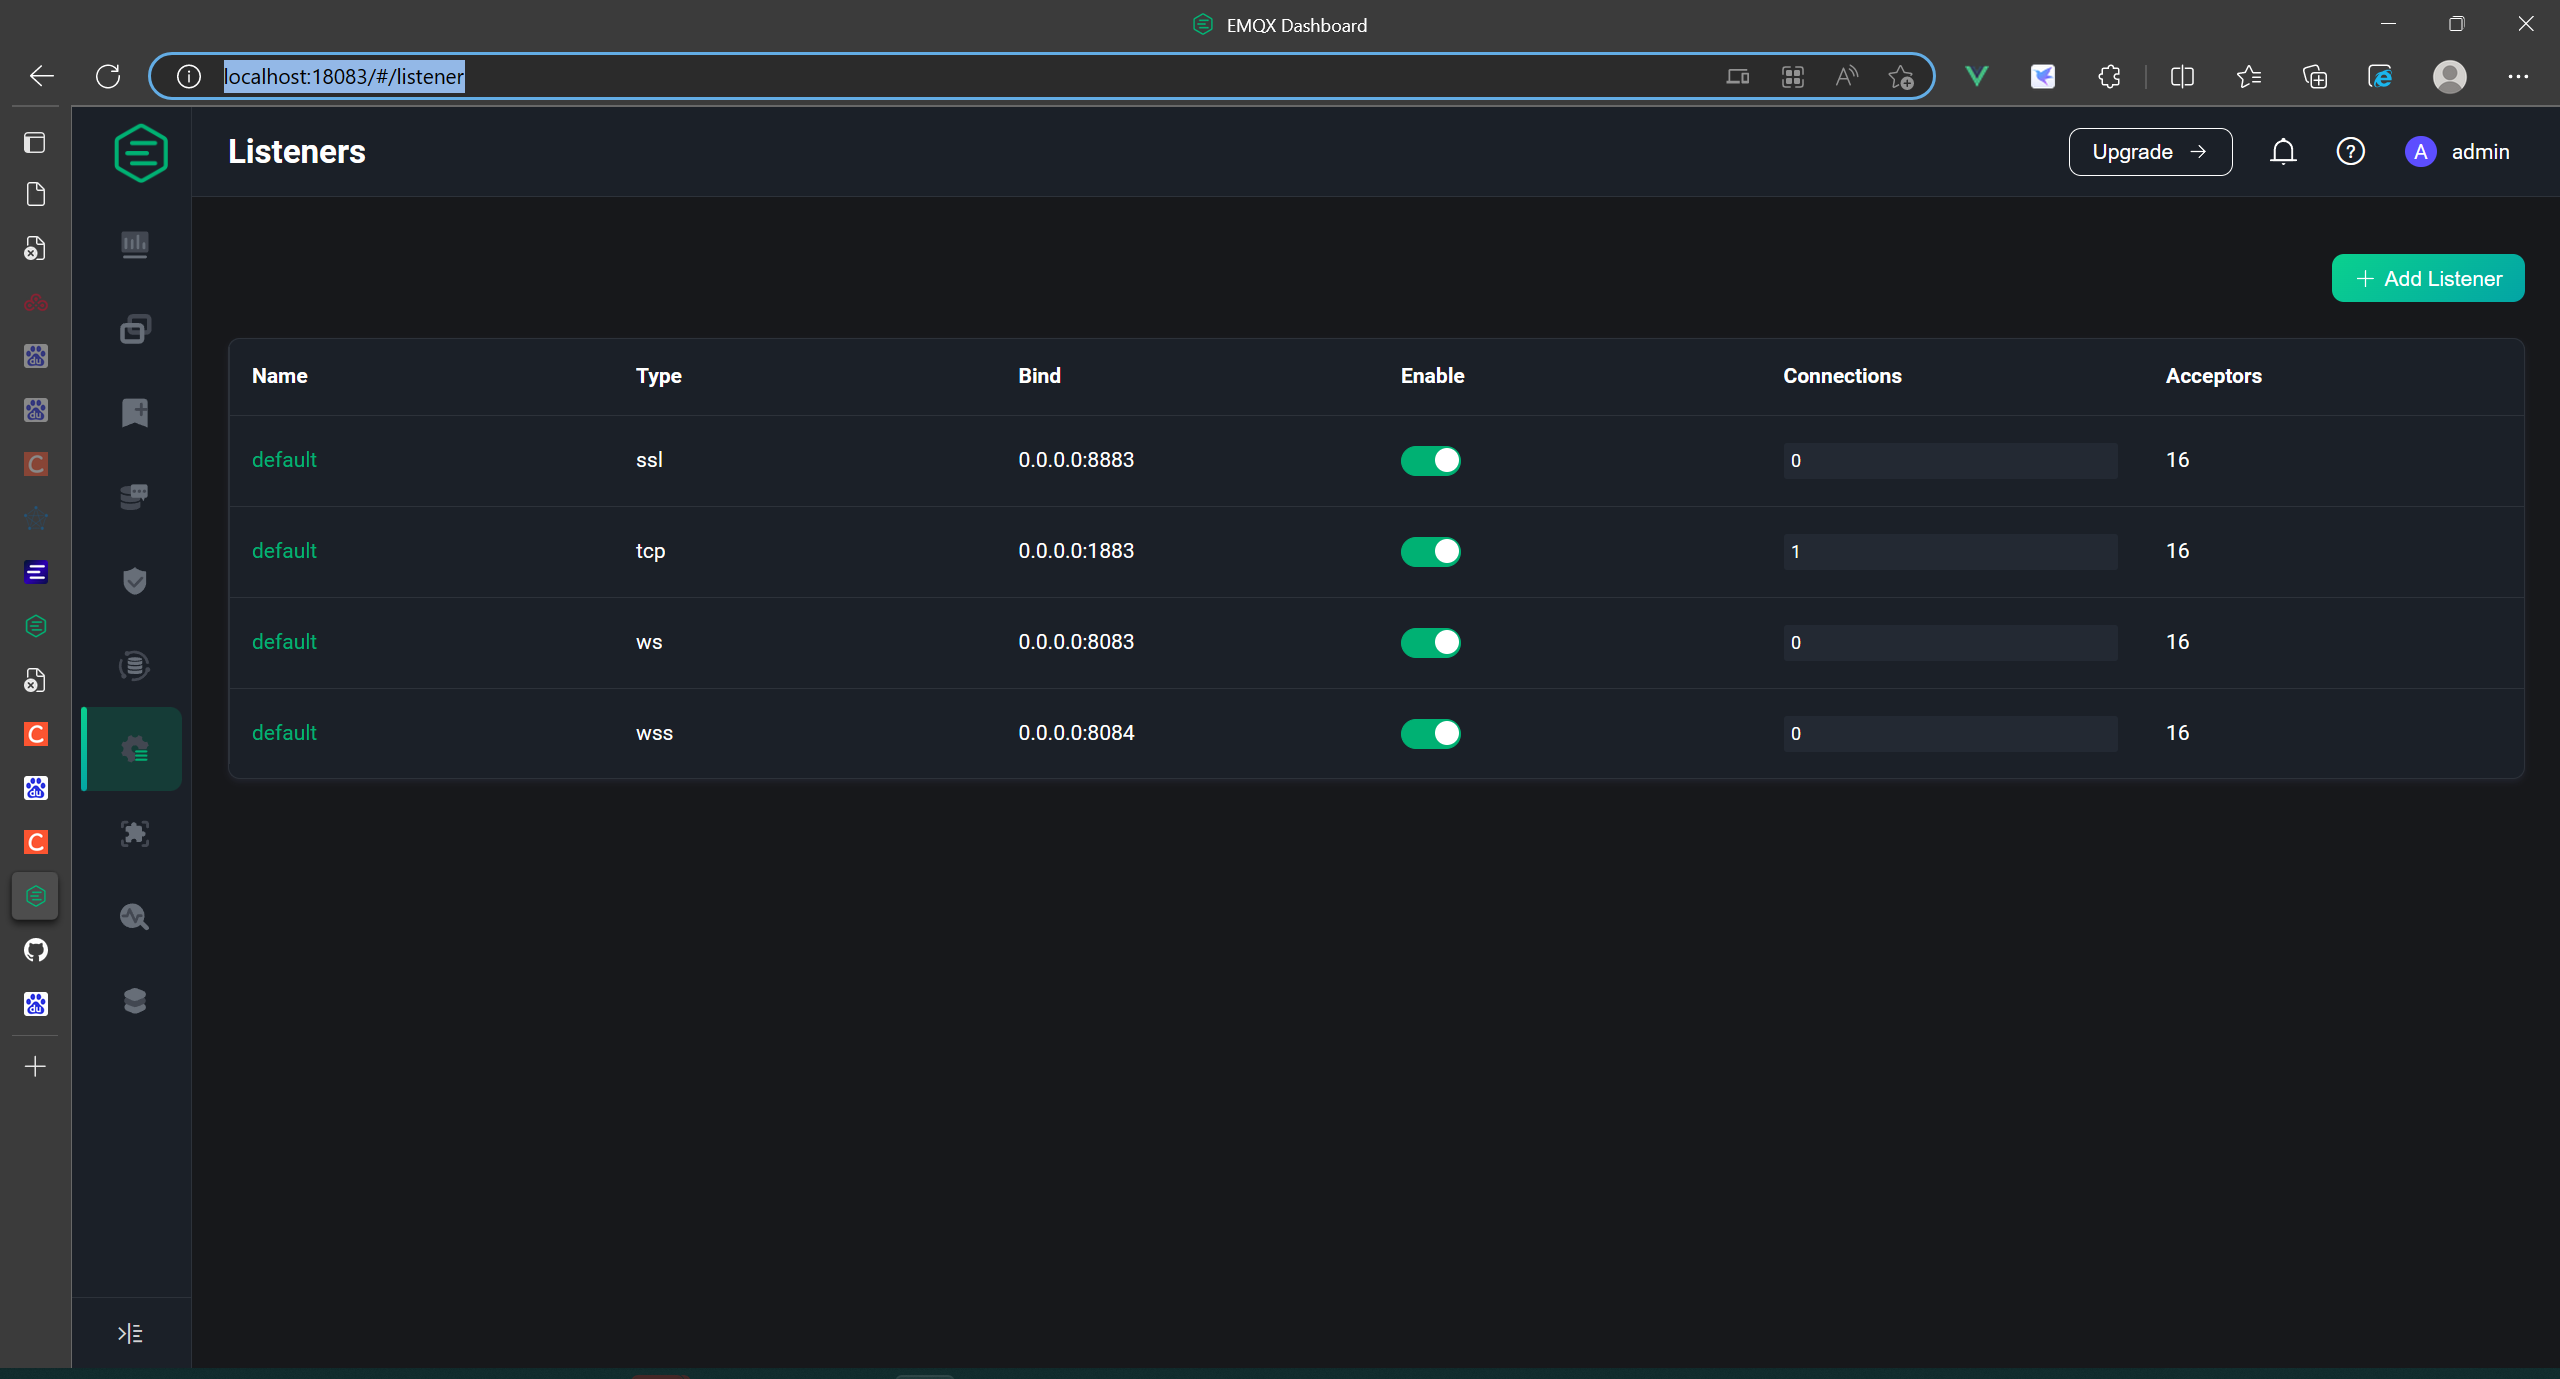 EMQX Dashboard
localhost:18083/#/listener
Listeners
Upgrade →
A admin
+ Add Listener
Name Type Bind Enable Connections Acceptors
default ssl 0.0.0.0:8883 0 16
default tcp 0.0.0.0:1883 1 16
default ws 0.0.0.0:8083 0 16
default wss 0.0.0.0:8084 0 16